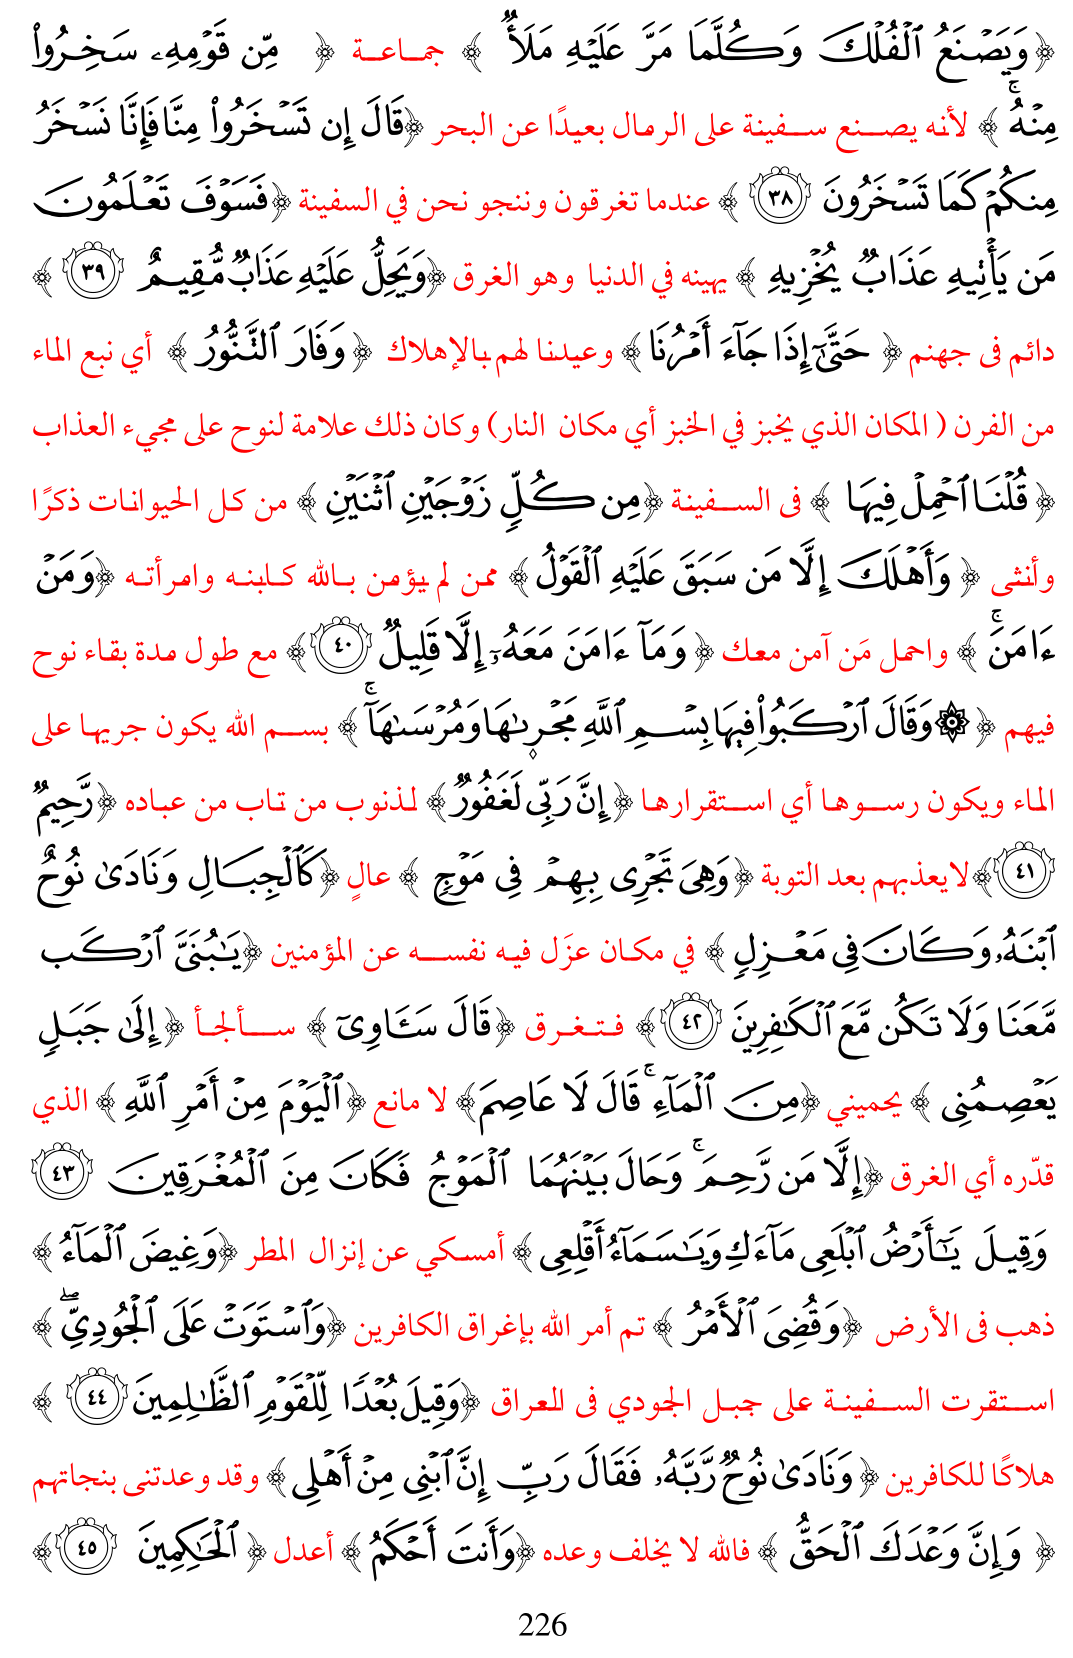 ﴿وَيَصۡنَعُ ٱلۡفُلۡكَ وَكُلَّمَا مَرَّ عَلَيۡهِ مَلَأٞ ﴾ جماعة ﴿ مِّن قَوۡمِهِۦ سَخِرُواْ
مِنۡهُۚ ﴾ لأنه يصنع سفينة على الرمال بعيدًا عن البحر ﴿قَالَ إِن تَسۡخَرُواْ مِنَّا فَإِنَّا نَسۡخَرُ
مِنكُمۡ كَمَا تَسۡخَرُونَ ٣٨ ﴾ عندما تغرقون وننجو نحن في السفينة ﴿فَسَوۡفَ تَعۡلَمُونَ
مَن يَأۡتِيهِ عَذَابٞ يُخۡزِيهِ ﴾ يهينه في الدنيا وهو الغرق ﴿وَيَحِلُّ عَلَيۡهِ عَذَابٞ مُّقِيمٌ ٣٩ ﴾
دائم فى جهنم ﴿ حَتَّىٰٓ إِذَا جَآءَ أَمۡرُنَا﴾ وعيدنا لهم بالإهلاك ﴿ وَفَارَ ٱلتَّنُّورُ ﴾ أي نبع الماء
من الفرن ( المكان الذي يخبز في الخبز أي مكان النار) وكان ذلك علامة لنوح على مجيء العذاب
﴿ قُلۡنَا ٱحۡمِلۡ فِيهَا ﴾ فى السفينة ﴿مِن كُلّٖ زَوۡجَيۡنِ ٱثۡنَيۡنِ ﴾ من كل الحيوانات ذكرًا
وأنثى ﴿ وَأَهۡلَكَ إِلَّا مَن سَبَقَ عَلَيۡهِ ٱلۡقَوۡلُ﴾ ممن لم يؤمن بالله كابنه وامرأته ﴿وَمَنۡ
ءَامَنَۚ ﴾ واحمل مَن آمن معك ﴿ وَمَآ ءَامَنَ مَعَهُۥٓ إِلَّا قَلِيلٞ ٤٠ ﴾ مع طول مدة بقاء نوح
فيهم ﴿ ۞وَقَالَ ٱرۡكَبُواْ فِيهَا بِسۡمِ ٱللَّهِ مَجۡر۪ىٰهَا وَمُرۡسَىٰهَآۚ ﴾ بسم الله يكون جريها على
الماء ويكون رسوها أي استقرارها ﴿ إِنَّ رَبِّي لَغَفُورٞ ﴾ لذنوب من تاب من عباده ﴿رَّحِيمٞ
٤١ ﴾لايعذبهم بعد التوبة ﴿وَهِيَ تَجۡرِي بِهِمۡ فِي مَوۡجٖ ﴾ عالٍ ﴿كَٱلۡجِبَالِ وَنَادَىٰ نُوحٌ
ٱبۡنَهُۥ وَكَانَ فِي مَعۡزِلٖ ﴾ في مكان عزَل فيه نفسه عن المؤمنين ﴿يَٰبُنَيَّ ٱرۡكَب
مَّعَنَا وَلَا تَكُن مَّعَ ٱلۡكَٰفِرِينَ ٤٢ ﴾ فتغرق ﴿قَالَ سَـَٔاوِيٓ ﴾ سألجأ ﴿ إِلَىٰ جَبَلٖ
يَعۡصِمُنِي ﴾ يحميني ﴿مِنَ ٱلۡمَآءِۚ قَالَ لَا عَاصِمَ﴾ لا مانع ﴿ٱلۡيَوۡمَ مِنۡ أَمۡرِ ٱللَّهِ ﴾ الذي
قدّره أي الغرق ﴿إِلَّا مَن رَّحِمَۚ وَحَالَ بَيۡنَهُمَا ٱلۡمَوۡجُ فَكَانَ مِنَ ٱلۡمُغۡرَقِينَ ٤٣
وَقِيلَ يَٰٓأَرۡضُ ٱبۡلَعِي مَآءَكِ وَيَٰسَمَآءُ أَقۡلِعِي ﴾ أمسكي عن إنزال المطر ﴿وَغِيضَ ٱلۡمَآءُ ﴾
ذهب فى الأرض ﴿وَقُضِيَ ٱلۡأَمۡرُ ﴾ تم أمر الله بإغراق الكافرين ﴿وَٱسۡتَوَتۡ عَلَى ٱلۡجُودِيِّۖ ﴾
استقرت السفينة على جبل الجودي فى العراق ﴿وَقِيلَ بُعۡدٗا لِّلۡقَوۡمِ ٱلظَّٰلِمِينَ ٤٤ ﴾
هلاكًا للكافرين ﴿ وَنَادَىٰ نُوحٞ رَّبَّهُۥ فَقَالَ رَبِّ إِنَّ ٱبۡنِي مِنۡ أَهۡلِي ﴾ وقد وعدتنى بنجاتهم
﴿ وَإِنَّ وَعۡدَكَ ٱلۡحَقُّ ﴾ فالله لا يخلف وعده ﴿وَأَنتَ أَحۡكَمُ ﴾ أعدل ﴿ ٱلۡحَٰكِمِينَ ٤٥ ﴾
226